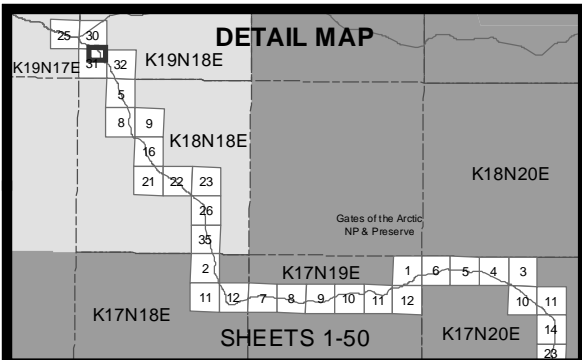 DETAIL MAP
25 30
K19N17E 31 32 K19N18E
5
8 9
K18N18E
16
21 22 23 K18N20E
26
Gates of the Arctic
NP & Preserve
35
2 K17N19E 1 6 5 4 3
11 12 7 8 9 10 11 12 10 11
K17N18E 14
SHEETS 1-50 K17N20E
23